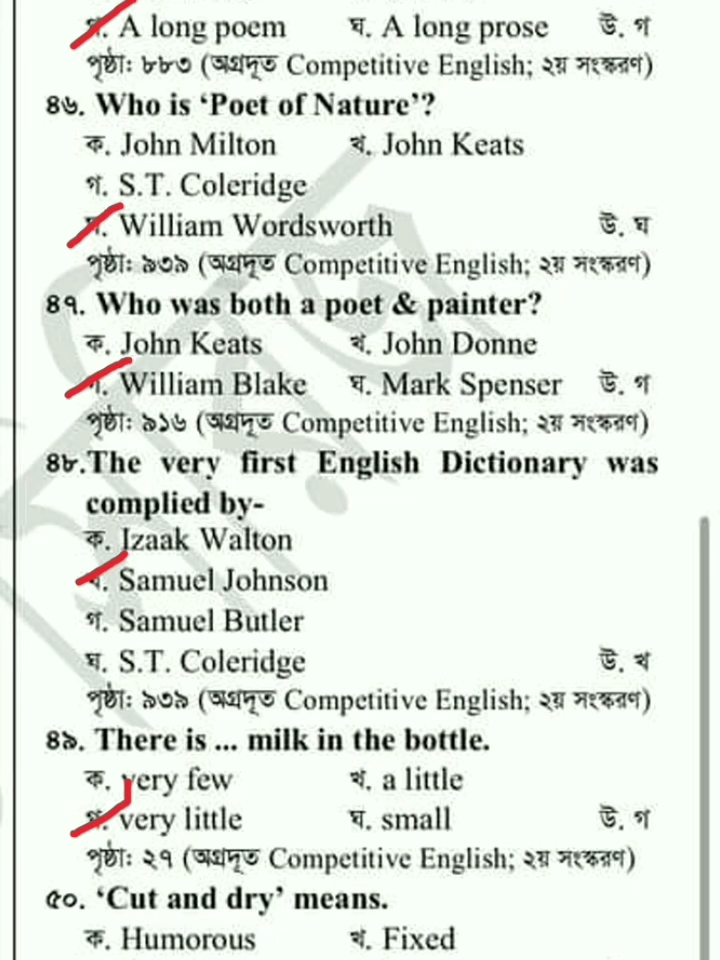 গ. A long poem ঘ. A long prose উ. গ
পৃষ্ঠা: ৮৮৩ (অগ্রদূত Competitive English; ২য় সংস্করণ)
৪৬. Who is ‘Poet of Nature’?
ক. John Milton খ. John Keats
গ. S.T. Coleridge
ঘ. William Wordsworth উ. ঘ
পৃষ্ঠা: ৯৩৯ (অগ্রদূত Competitive English; ২য় সংস্করণ)
৪৭. Who was both a poet & painter?
ক. John Keats খ. John Donne
গ. William Blake ঘ. Mark Spenser উ. গ
পৃষ্ঠা: ৯১৬ (অগ্রদূত Competitive English; ২য় সংস্করণ)
৪৮.The very first English Dictionary was
complied by-
ক. Izaak Walton
খ. Samuel Johnson
গ. Samuel Butler
ঘ. S.T. Coleridge উ. খ
পৃষ্ঠা: ৯৩৯ (অগ্রদূত Competitive English; ২য় সংস্করণ)
৪৯. There is ... milk in the bottle.
ক. very few খ. a little
গ. very little ঘ. small উ. গ
পৃষ্ঠা: ২৭ (অগ্রদূত Competitive English; ২য় সংস্করণ)
৫০. ‘Cut and dry’ means.
ক. Humorous খ. Fixed